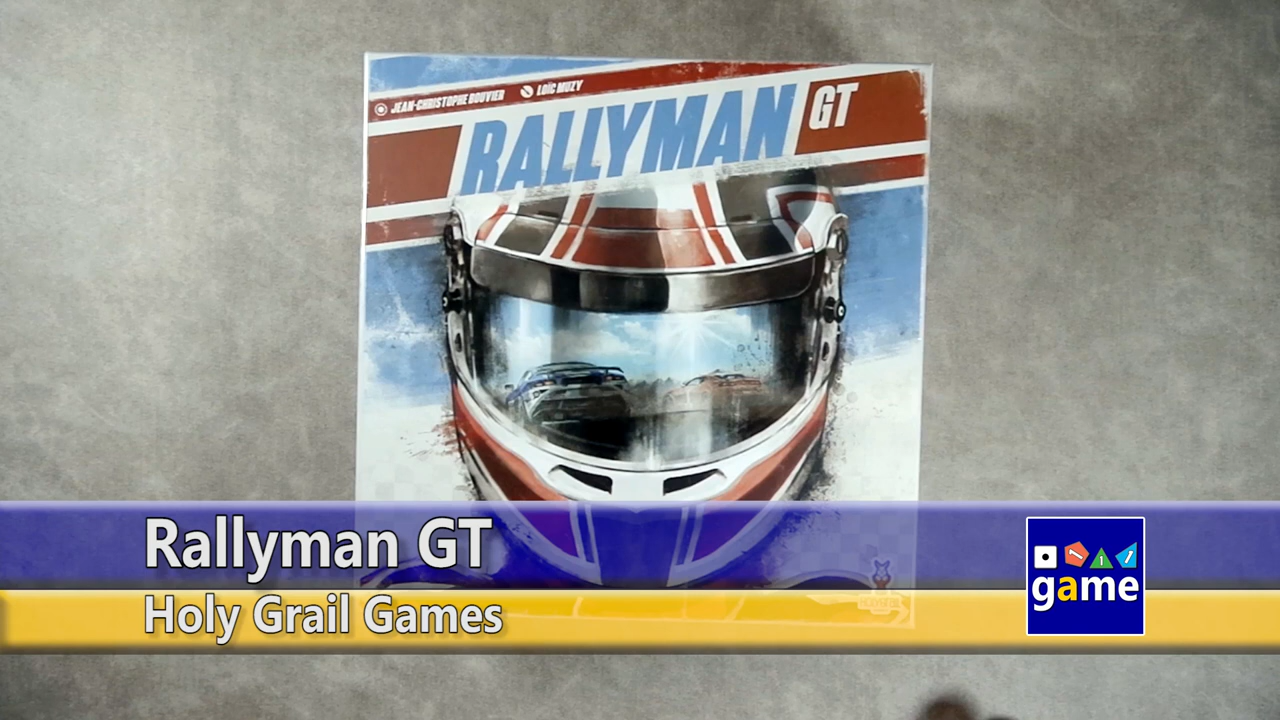 JEAN-CHRISTOPHE BOUVIER LOÏC MUZY
RALLYMAN GT
Rallyman GT
Holy Grail Games
game